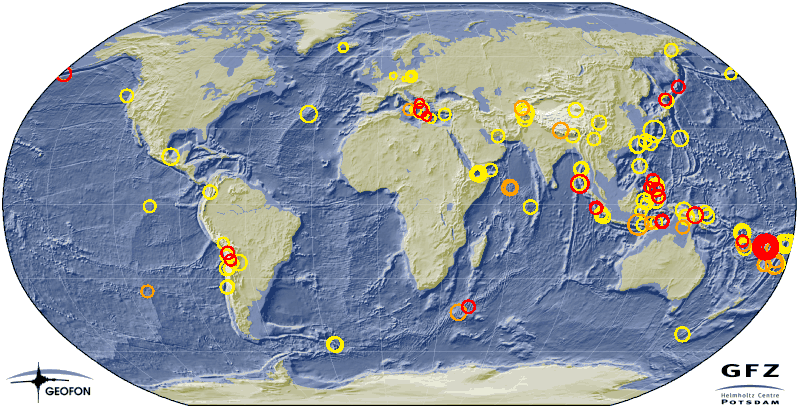 GEOFON
GFZ
Helmholtz Centre
POTSDAM